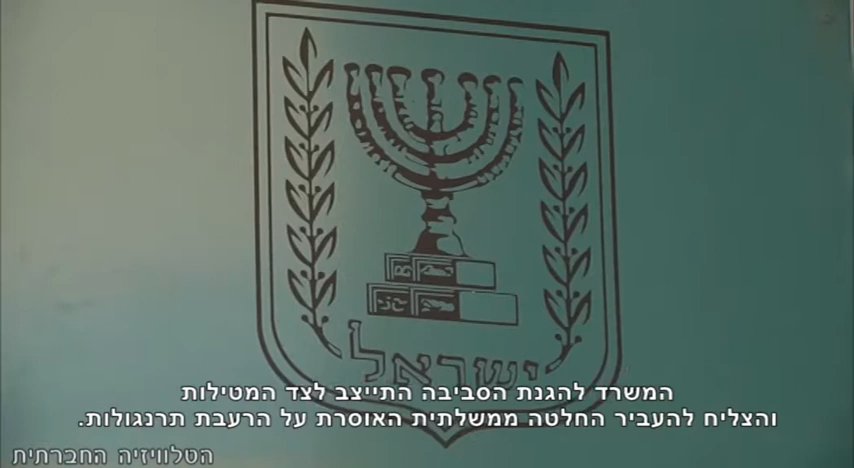 ישראל
המשרד להגנת הסביבה התייצב לצד המטילות
והצליח להעביר החלטה ממשלתית האוסרת על הרעבת תרנגולות.
הטלוויזיה החברתית